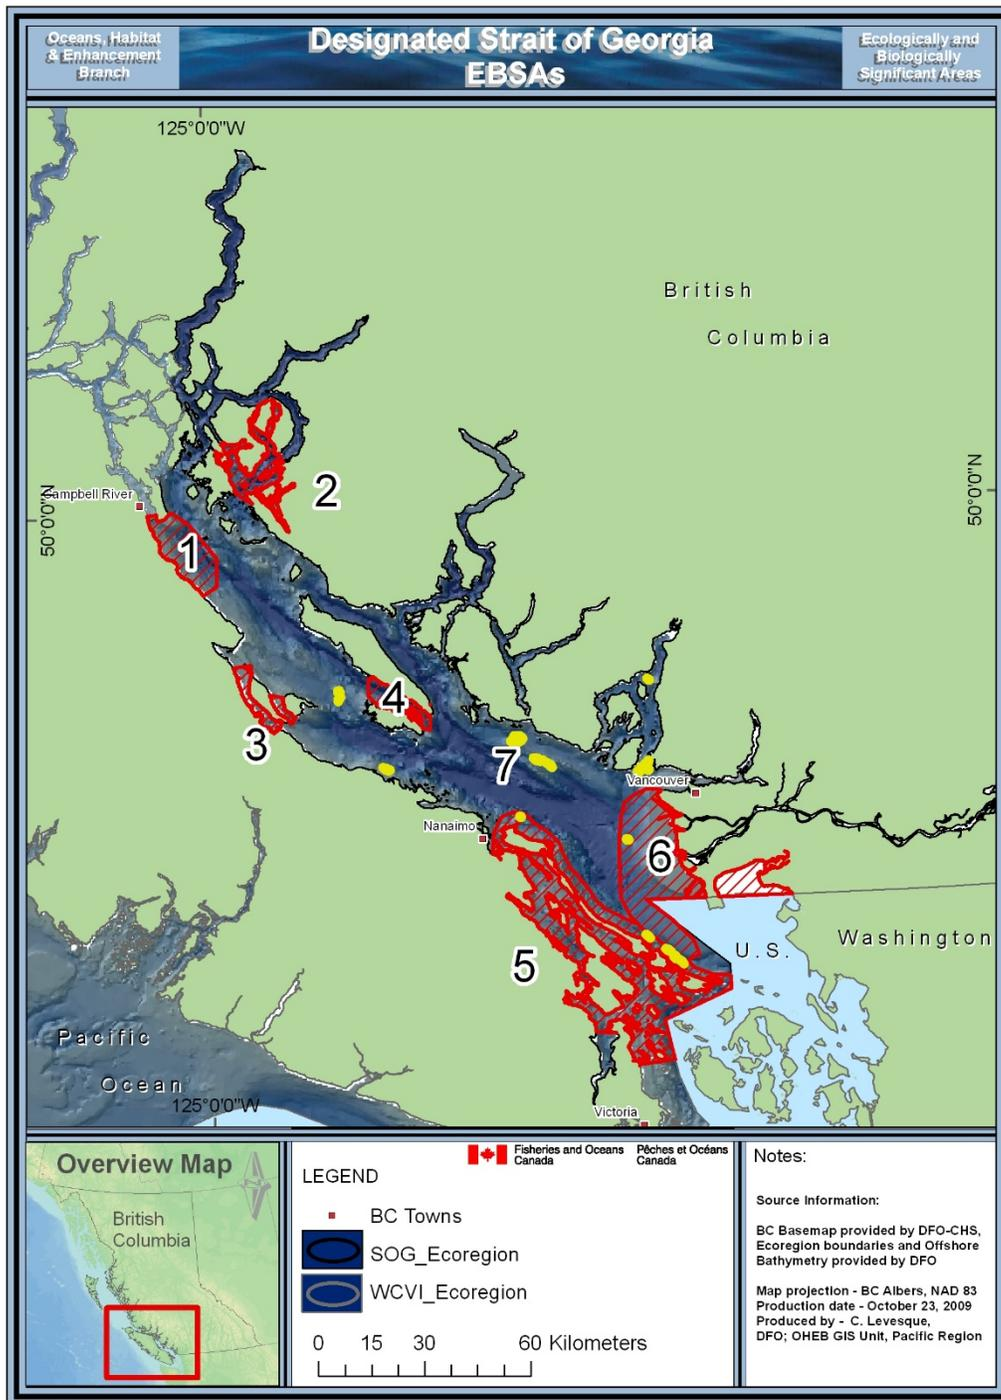 Oceans, Habitat
& Enhancement
Branch
Designated Strait of Georgia
EBSAs
Ecologically and
Biologically
Significant Areas
125°0'0"W
British
Columbia
50°0'0"N
50°0'0"N
Campbell River
2
1
4
3
7
Vancouver
Nanaimo
6
5
U.S.
Washington
Pacific
Ocean
125°0'0"W
Victoria
Overview Map
British
Columbia
Fisheries and Oceans
Canada
Pêches et Océans
Canada
LEGEND
BC Towns
SOG_Ecoregion
WCVI_Ecoregion
0 15 30 60 Kilometers
Notes:
Source Information:
BC Basemap provided by DFO-CHS,
Ecoregion boundaries and Offshore
Bathymetry provided by DFO
Map projection - BC Albers, NAD 83
Production date - October 23, 2009
Produced by - C. Levesque,
DFO; OHEB GIS Unit, Pacific Region